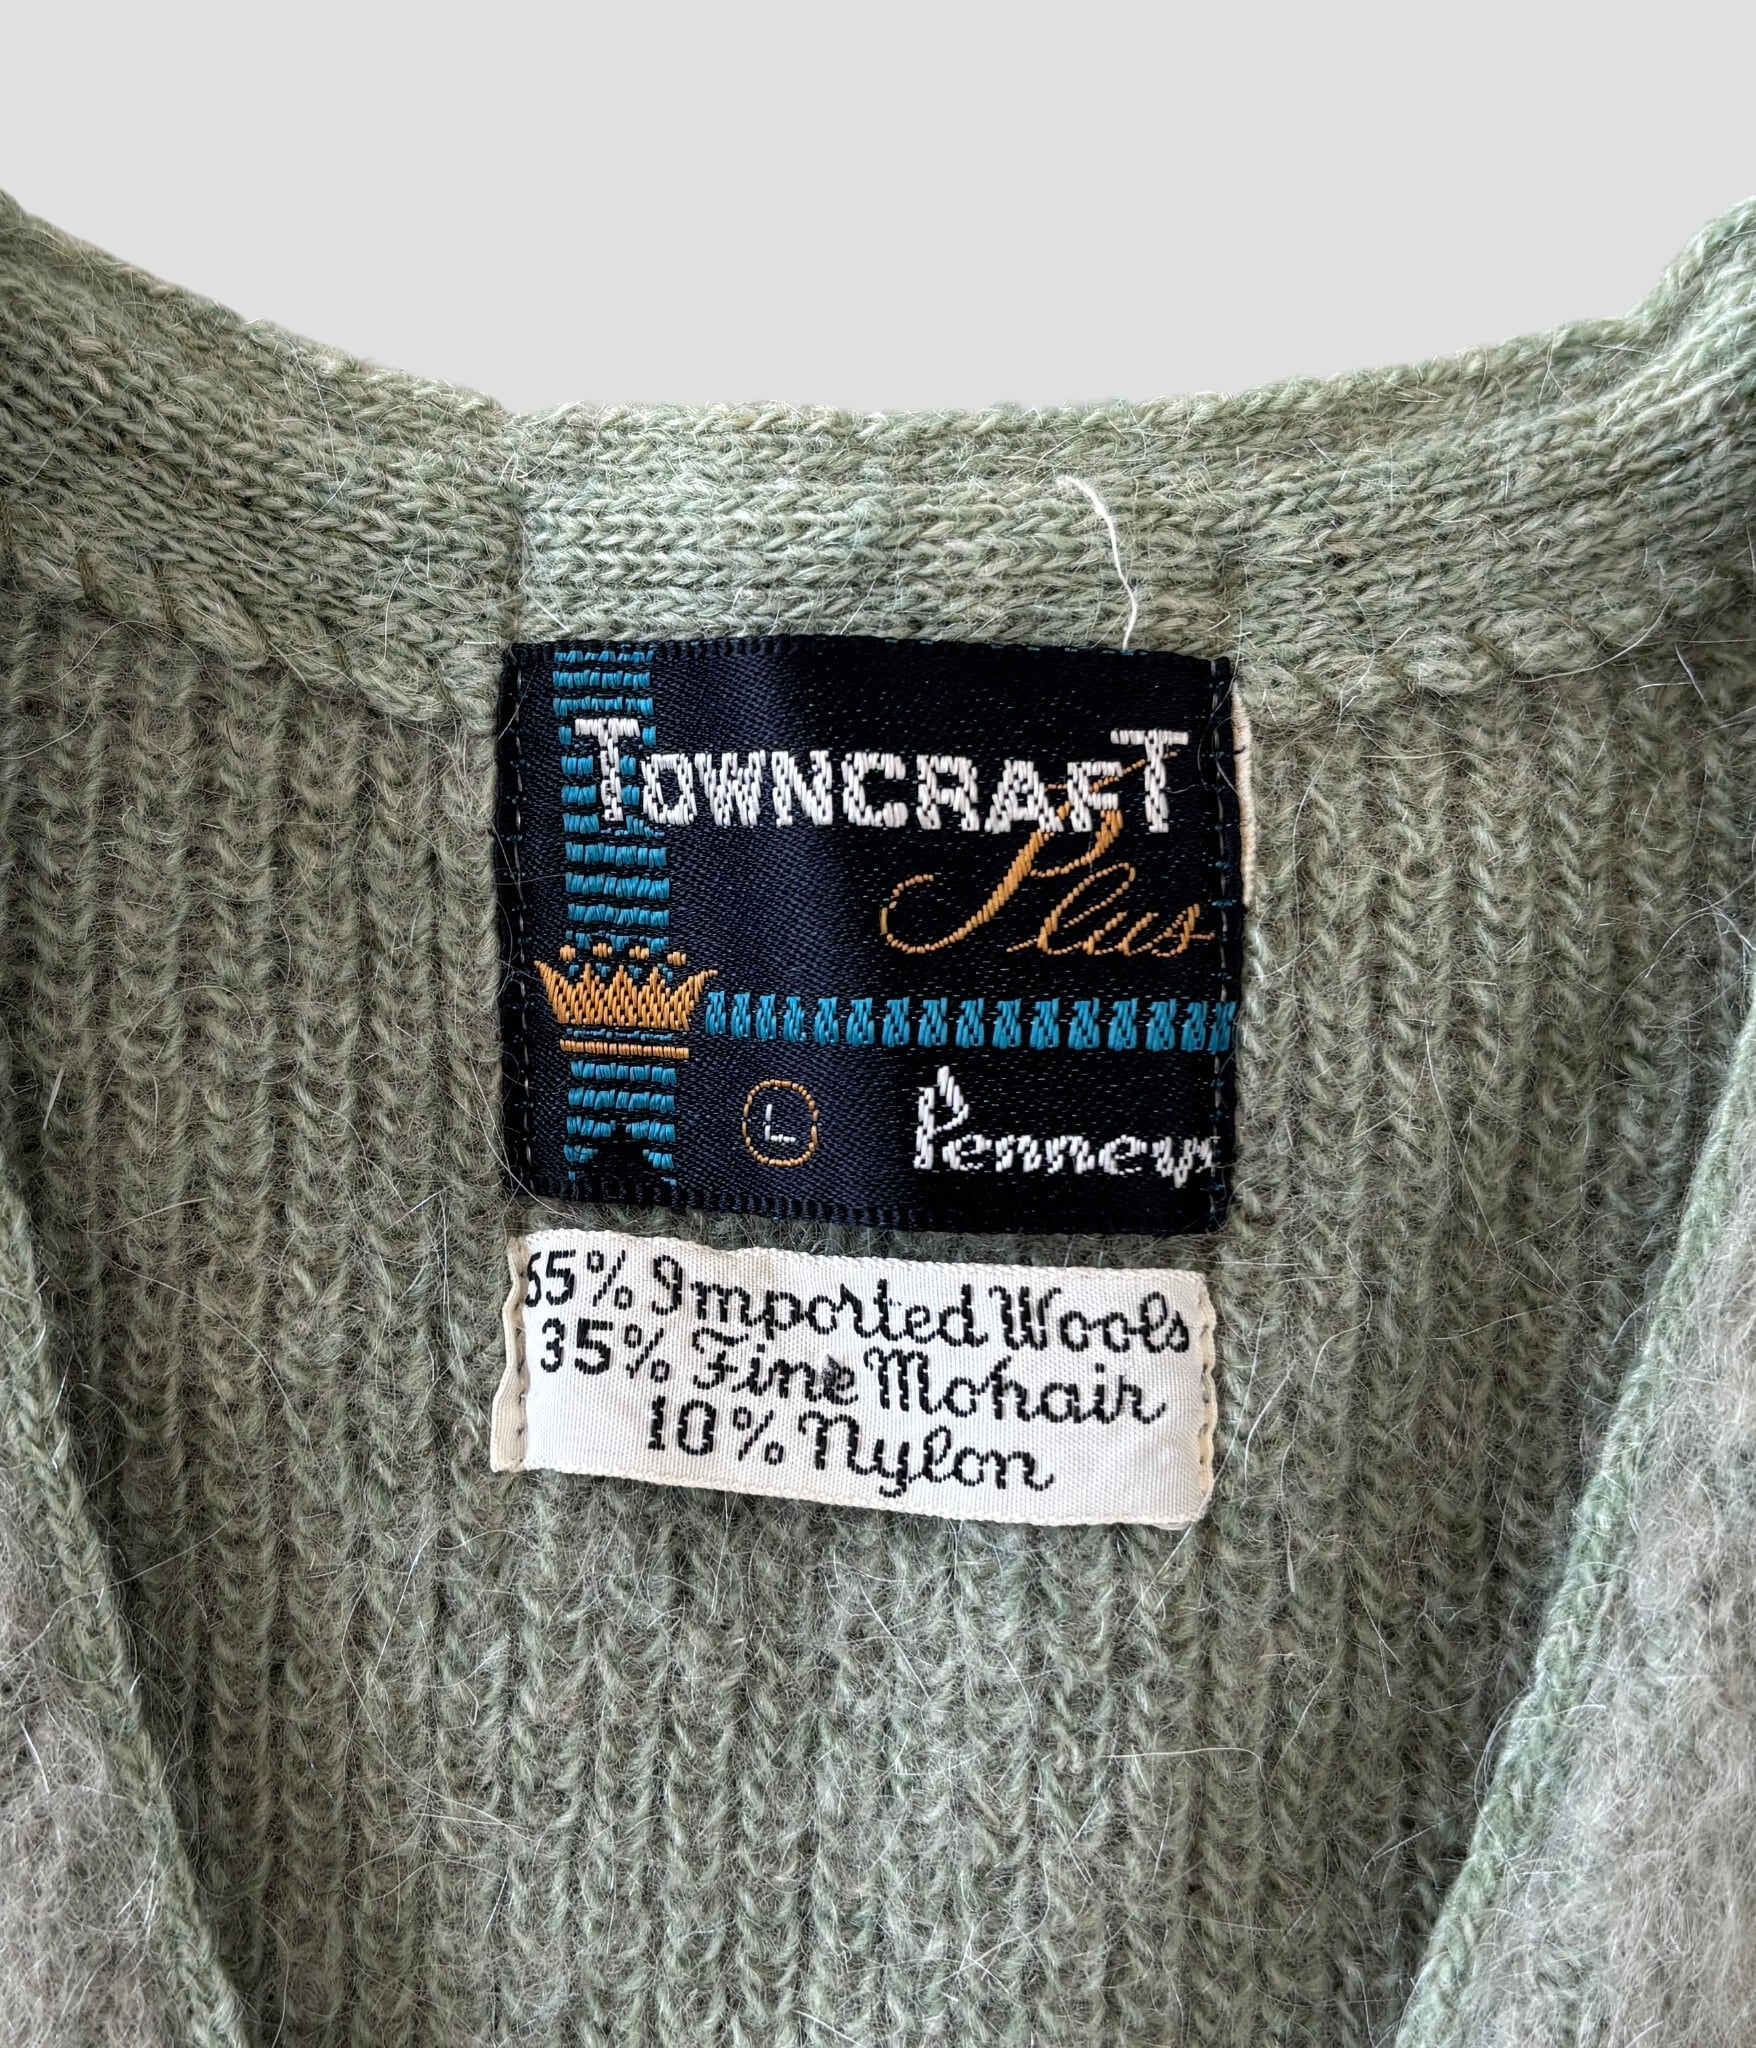 TOWNCRAFT
Plus
L
Penneys
55% Imported Wools
35% Fine Mohair
10% Nylon